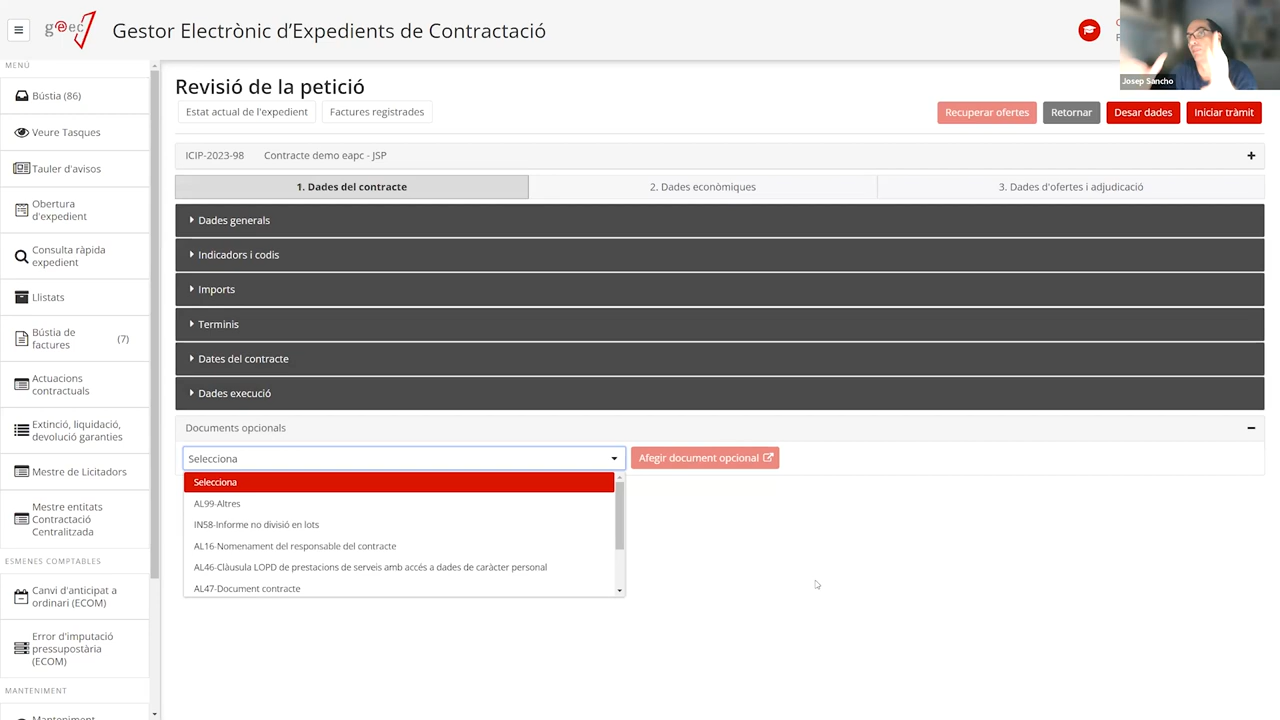 geec
Gestor Electrònic d'Expedients de Contractació
Josep Sancho
MENÚ
Bústia (86)
Veure Tasques
Tauler d'avisos
Obertura
d'expedient
Consulta ràpida
expedient
Llistats
Bústia de
factures
(7)
Actuacions
contractuals
Extinció, liquidació,
devolució garanties
Mestre de Licitadors
Mestre entitats
Contractació
Centralitzada
ESMENES COMPTABLES
Canvi d'anticipat a
ordinari (ECOM)
Error d'imputació
pressupostària
(ECOM)
MANTENIMENT
Manteniment
Revisió de la petició
Estat actual de l'expedient
Factures registrades
Recuperar ofertes
Retornar
Desar dades
Iniciar tràmit
ICIP-2023-98 Contracte demo eapc - JSP
1. Dades del contracte
2. Dades econòmiques
3. Dades d'ofertes i adjudicació
Dades generals
Indicadors i codis
Imports
Terminis
Dates del contracte
Dades execució
Documents opcionals
Selecciona
Afegir document opcional
Selecciona
AL99-Altres
IN58-Informe no divisió en lots
AL16-Nomenament del responsable del contracte
AL46-Clàusula LOPD de prestacions de serveis amb accés a dades de caràcter personal
AL47-Document contracte